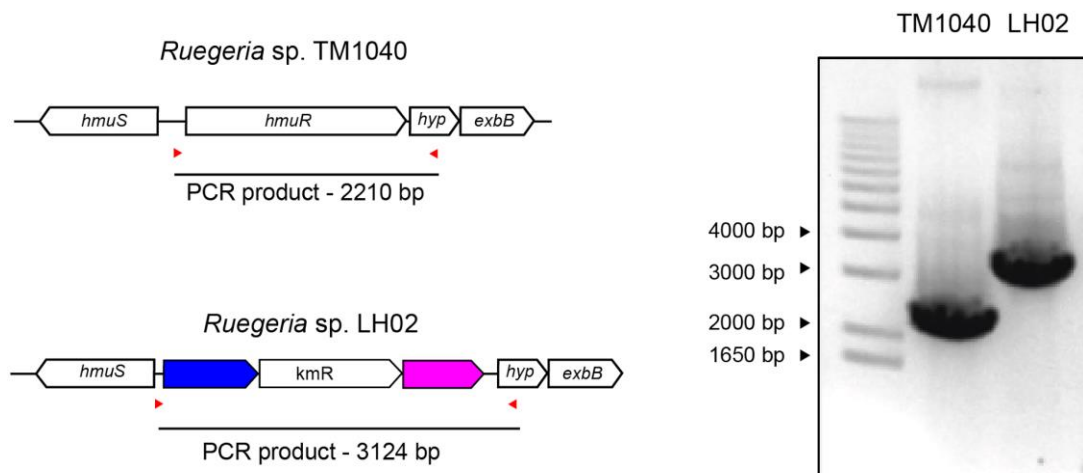 Ruegeria sp. TM1040
hmuS hmuR hyp exbB
PCR product - 2210 bp
Ruegeria sp. LH02
hmuS kmR hyp exbB
PCR product - 3124 bp
TM1040 LH02
4000 bp
3000 bp
2000 bp
1650 bp